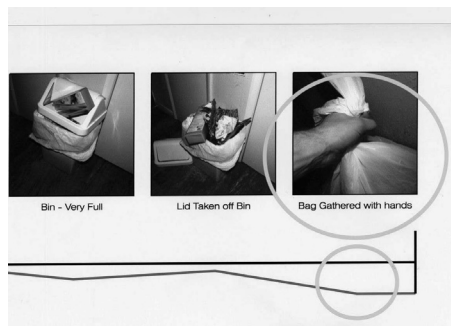 Bin - Very Full
Lid Taken off Bin
Bag Gathered with hands